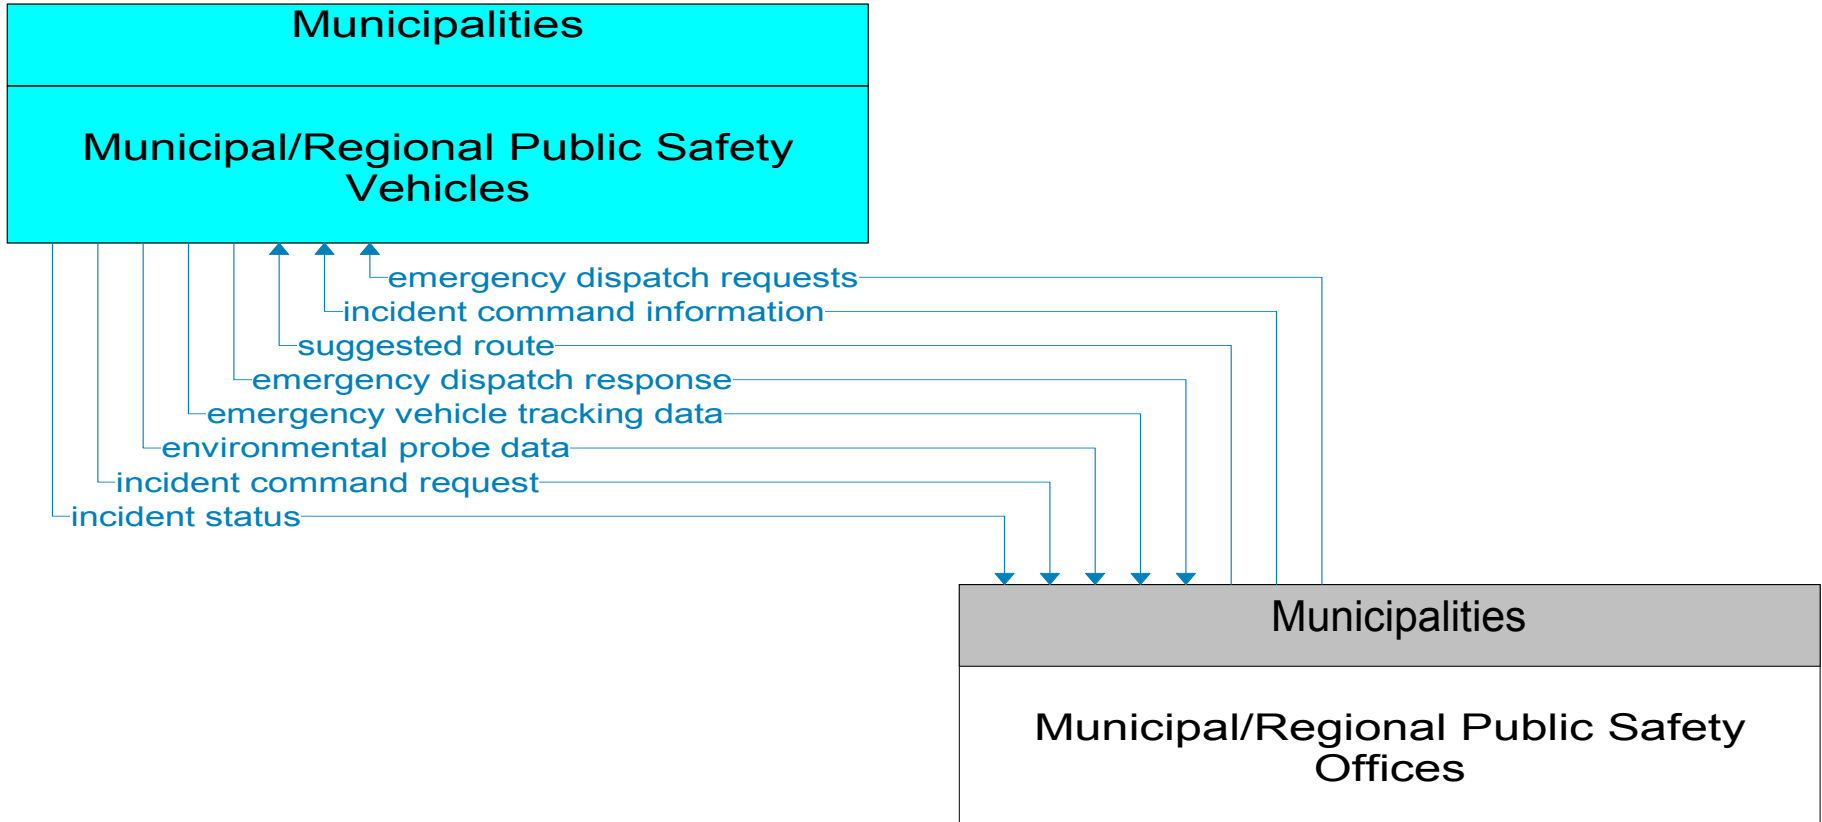 Municipalities
Municipal/Regional Public Safety
Vehicles
emergency dispatch requests
incident command information
suggested route
emergency dispatch response
emergency vehicle tracking data
environmental probe data
incident command request
incident status
Municipalities
Municipal/Regional Public Safety
Offices